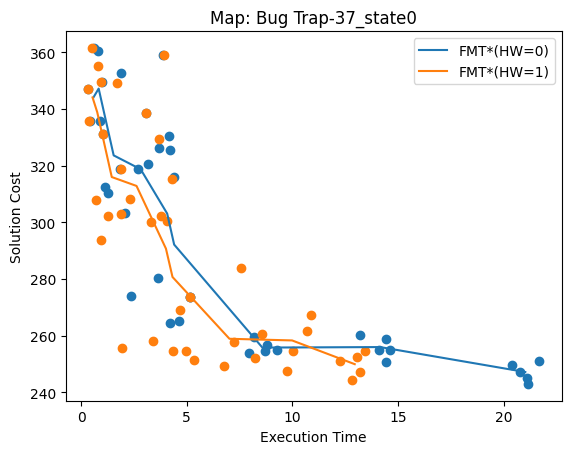 Map: Bug Trap-37_state0
FMT*(HW=0)
FMT*(HW=1)
Solution Cost
360
340
320
300
280
260
240
0 5 10 15 20
Execution Time